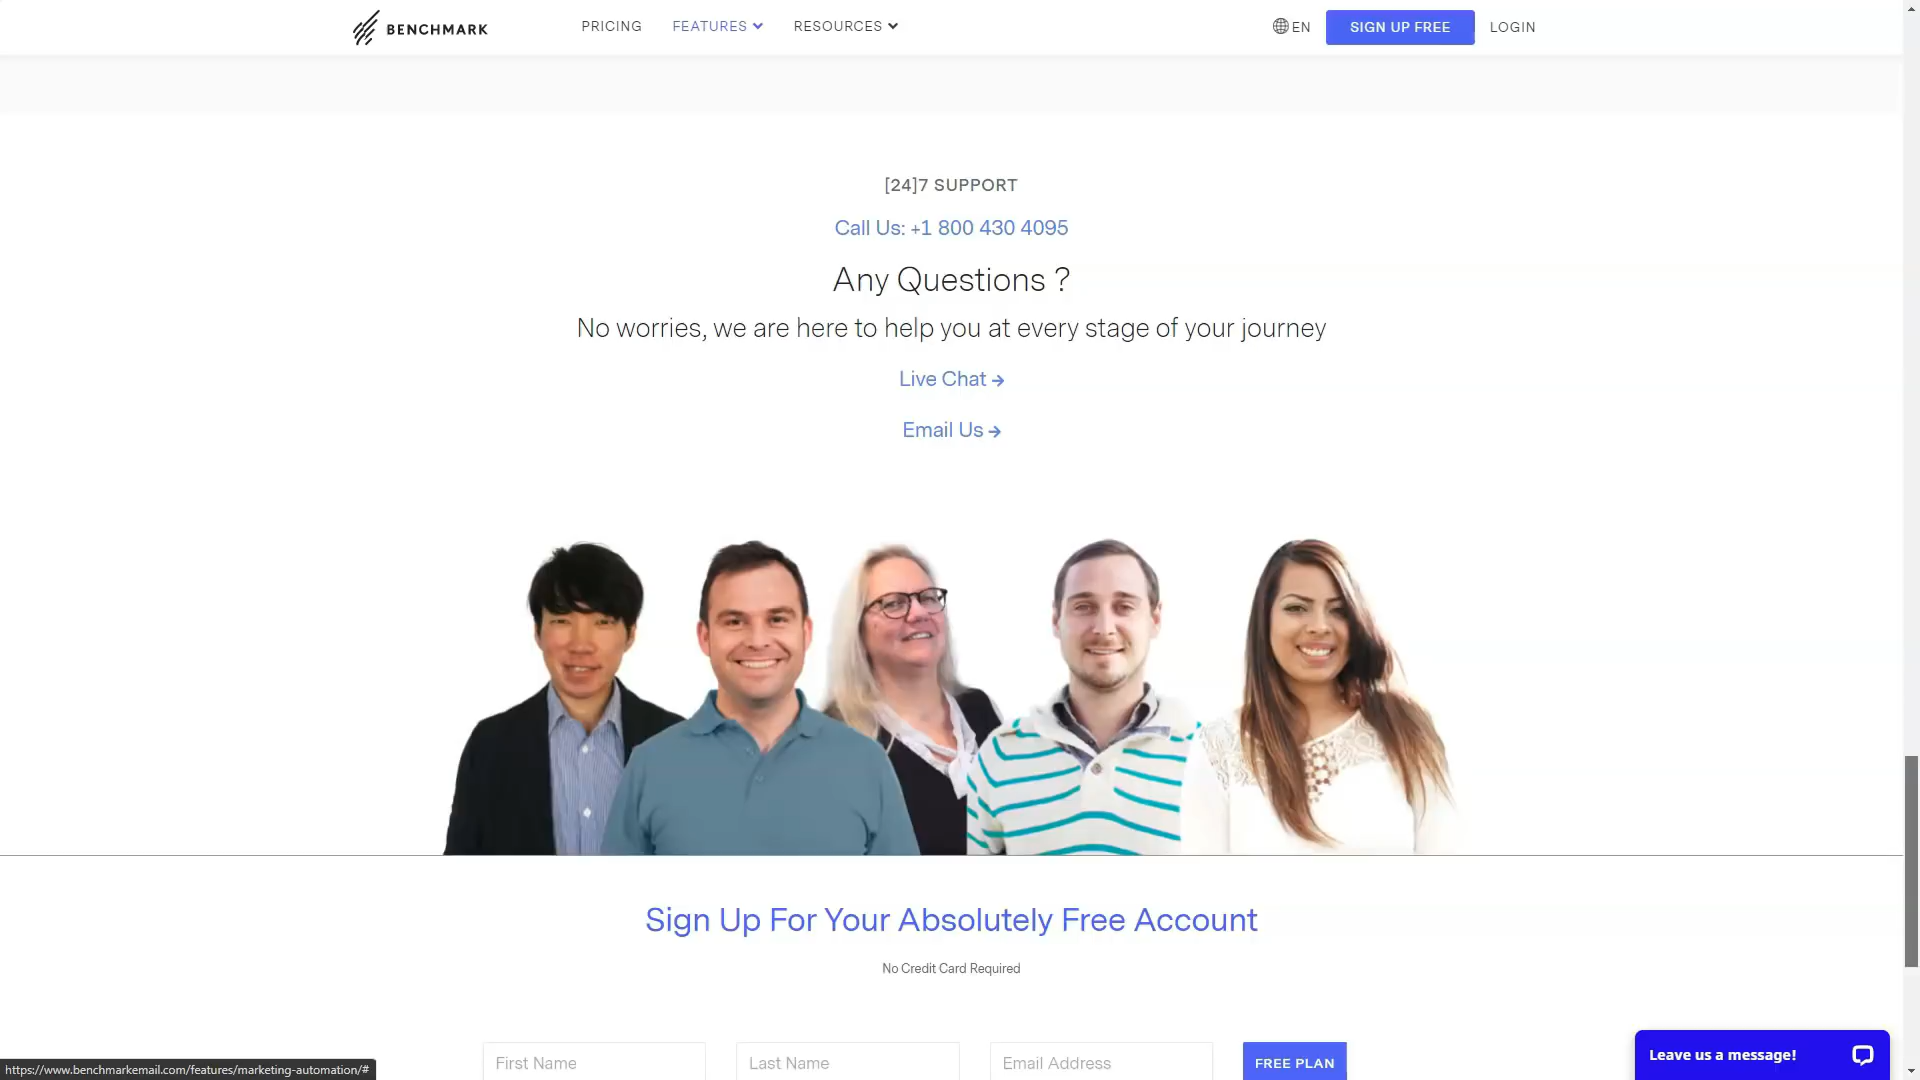 BENCHMARK
PRICING
FEATURES
RESOURCES
EN
SIGN UP FREE
LOGIN
[24]7 SUPPORT
Call Us: +1 800 430 4095
Any Questions ?
No worries, we are here to help you at every stage of your journey
Live Chat
Email Us
Sign Up For Your Absolutely Free Account
No Credit Card Required
First Name
Last Name
Email Address
FREE PLAN
Leave us a message!
https://www.benchmarkemail.com/features/marketing-automation/#